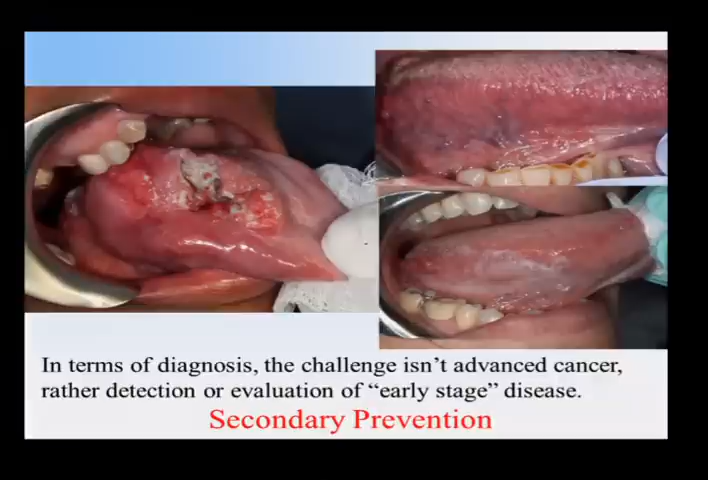 In terms of diagnosis, the challenge isn’t advanced cancer,
rather detection or evaluation of “early stage” disease.
Secondary Prevention